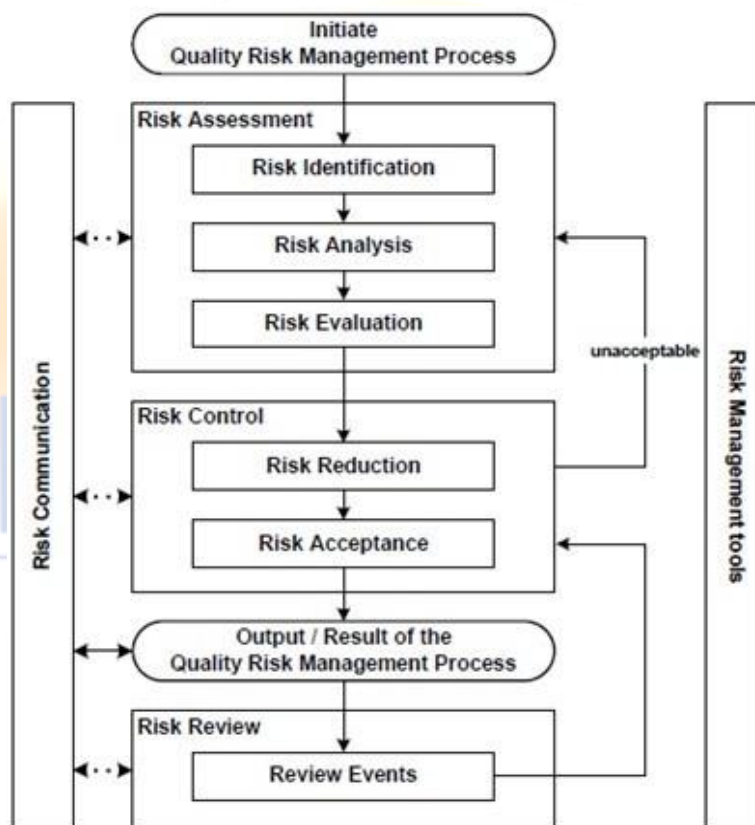 Initiate
Quality Risk Management Process
Risk Assessment
Risk Identification
Risk Analysis
Risk Evaluation
unacceptable
Risk Communication
Risk Management tools
Risk Control
Risk Reduction
Risk Acceptance
Output / Result of the
Quality Risk Management Process
Risk Review
Review Events